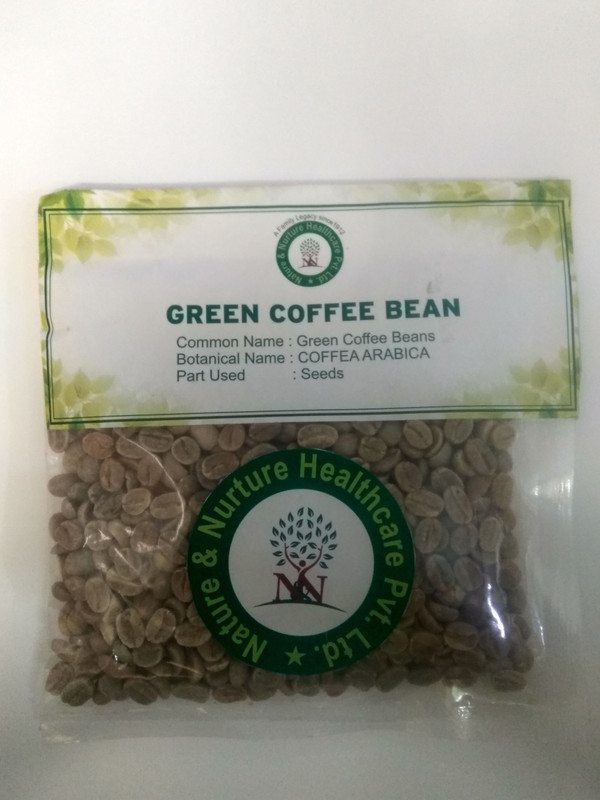 A Family Legacy since 1912
Nature & Nurture Healthcare Pvt. Ltd.
GREEN COFFEE BEAN
Common Name : Green Coffee Beans
Botanical Name : COFFEA ARABICA
Part Used : Seeds
Nature & Nurture Healthcare Pvt. Ltd.
N&N